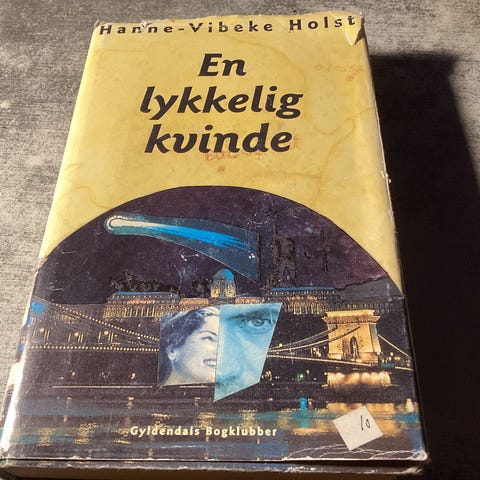 Hanne-Vibeke Holst
En
lykkelig
kvinde
Gyldendals Bogklubber
10